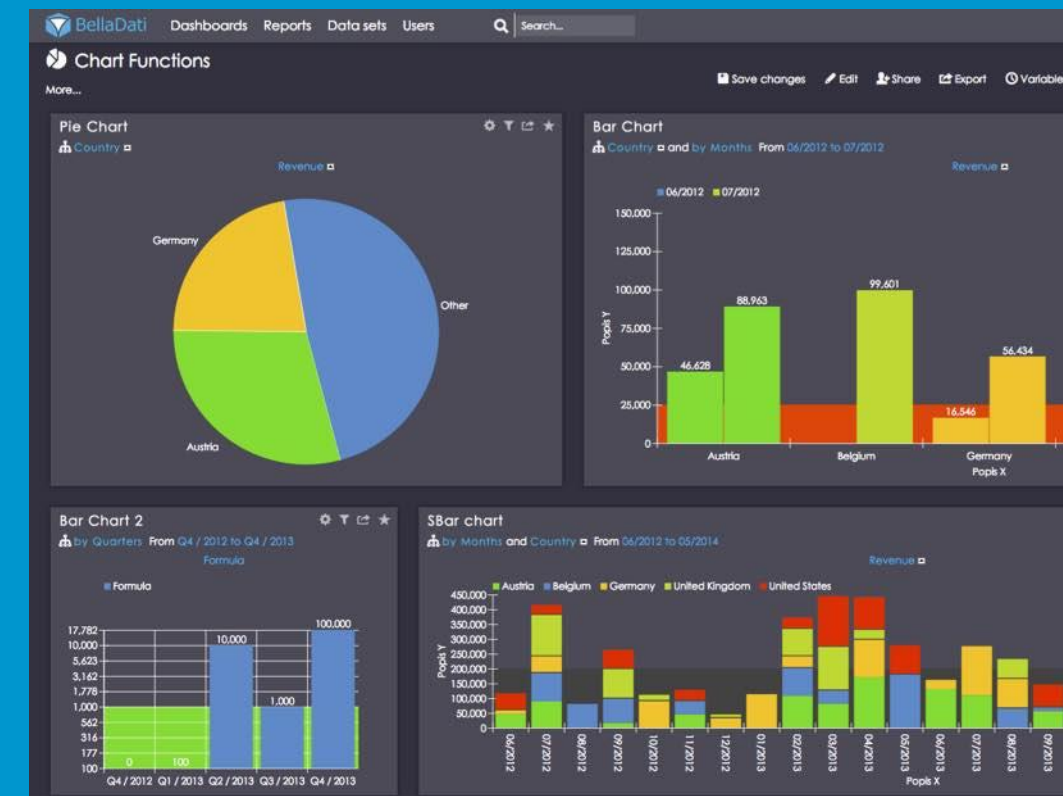 BellaDati Dashboards Reports Data sets Users Search...
Chart Functions
More...
Save changes Edit Share Export Variable
Pie Chart
Country
Revenue
Germany
Other
Austria
Bar Chart
Country and by Months From 06/2012 to 07/2012
Revenue
06/2012 07/2012
150,000
125,000
100,000
75,000
50,000
25,000
0
Popis Y
46,628
88,963
99,601
16,546
56,434
Austria Belgium Germany
Popis X
Bar Chart 2
by Quarters From Q4 / 2012 to Q4 / 2013
Formula
Formula
17,782
10,000
5,623
3,162
1,778
1,000
562
316
177
100
0
100
10,000
1,000
100,000
Q4 / 2012 Q1 / 2013 Q2 / 2013 Q3 / 2013 Q4 / 2013
SBar chart
by Months and Country From 06/2012 to 05/2014
Revenue
Austria Belgium Germany United Kingdom United States
450,000
400,000
350,000
300,000
250,000
200,000
150,000
100,000
50,000
0
Popis Y
06/2012
07/2012
08/2012
09/2012
10/2012
11/2012
12/2012
01/2013
02/2013
03/2013
04/2013
05/2013
06/2013
07/2013
08/2013
09/2013
Popis X